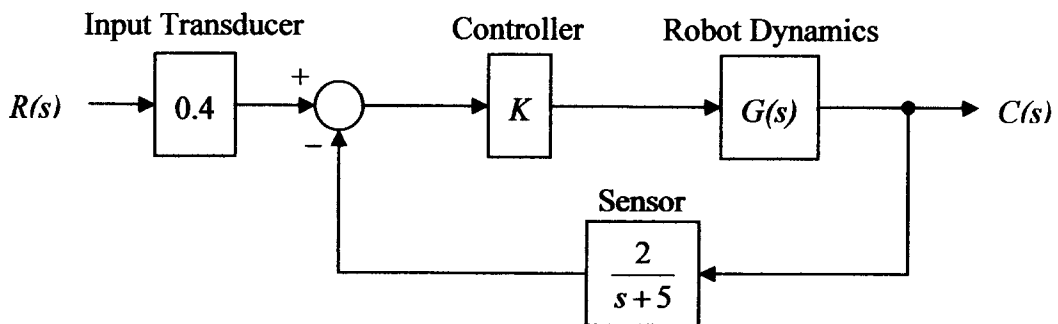 Input Transducer
Controller
Robot Dynamics
R(s)
0.4
+
−
K
G(s)
C(s)
Sensor
2
s+5